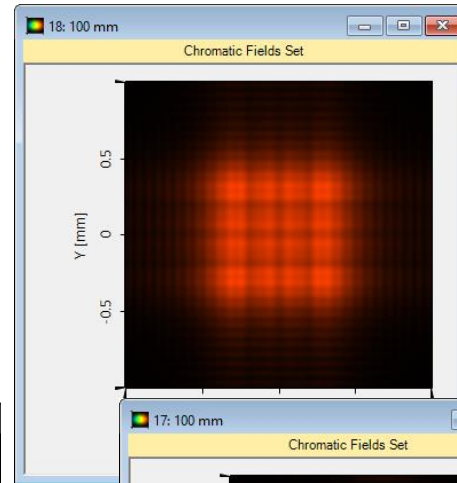 18: 100 mm
Chromatic Fields Set
0.5
Y [mm]
0
-0.5
17: 100 mm
Chromatic Fields Set